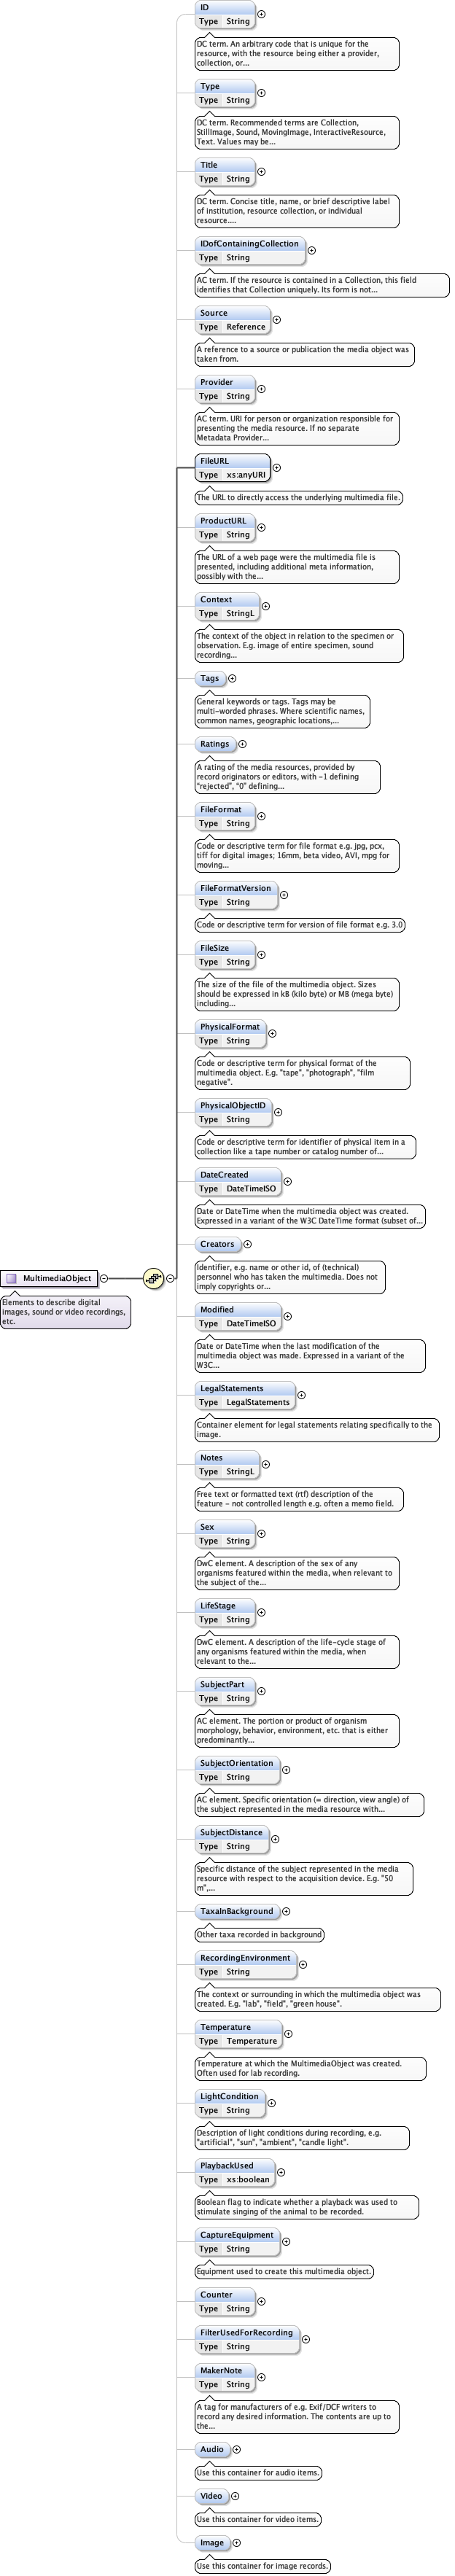 ID
Type String
DC term. An arbitrary code that is unique for the
resource, with the resource being either a provider,
collection, or...
Type
Type String
DC term. Recommended terms are Collection,
StillImage, Sound, MovingImage, InteractiveResource,
Text. Values may be...
Title
Type String
DC term. Concise title, name, or brief descriptive label
of institution, resource collection, or individual
resource....
IDofContainingCollection
Type String
AC term. If the resource is contained in a Collection, this field
identifies that Collection uniquely. Its form is not...
Source
Type Reference
A reference to a source or publication the media object was
taken from.
Provider
Type String
AC term. URI for person or organization responsible for
presenting the media resource. If no separate
Metadata Provider...
FileURL
Type xs:anyURI
The URL to directly access the underlying multimedia file.
ProductURL
Type String
The URL of a web page were the multimedia file is
presented, including additional meta information,
possibly with the...
Context
Type StringL
The context of the object in relation to the specimen or
observation. E.g. image of entire specimen, sound
recording...
Tags
General keywords or tags. Tags may be
multi-worded phrases. Where scientific names,
common names, geographic locations,...
Ratings
A rating of the media resources, provided by
record originators or editors, with -1 defining
"rejected", "0" defining...
FileFormat
Type String
Code or descriptive term for file format e.g. jpg, pcx,
tiff for digital images; 16mm, beta video, AVI, mpg for
moving...
FileFormatVersion
Type String
Code or descriptive term for version of file format e.g. 3.0
FileSize
Type String
The size of the file of the multimedia object. Sizes
should be expressed in kB (kilo byte) or MB (mega byte)
including...
PhysicalFormat
Type String
Code or descriptive term for physical format of the
multimedia object. E.g. "tape", "photograph", "film
negative".
PhysicalObjectID
Type String
Code or descriptive term for identifier of physical item in a
collection like a tape number or catalog number of...
DateCreated
Type DateTimeISO
Date or DateTime when the multimedia object was created.
Expressed in a variant of the W3C DateTime format (subset of...
Creators
Identifier, e.g. name or other id, of (technical)
personnel who has taken the multimedia. Does not
imply copyrights or...
MultimediaObject
Elements to describe digital
images, sound or video recordings,
etc.
Modified
Type DateTimeISO
Date or DateTime when the last modification of the
multimedia object was made. Expressed in a variant of the
W3C...
LegalStatements
Type LegalStatements
Container element for legal statements relating specifically to the
image.
Notes
Type StringL
Free text or formatted text (rtf) description of the
feature - not controlled length e.g. often a memo field.
Sex
Type String
DwC element. A description of the sex of any
organisms featured within the media, when relevant to
the subject of the...
LifeStage
Type String
DwC element. A description of the life-cycle stage of
any organisms featured within the media, when
relevant to the...
SubjectPart
Type String
AC element. The portion or product of organism
morphology, behavior, environment, etc. that is either
predominantly...
SubjectOrientation
Type String
AC element. Specific orientation (= direction, view angle) of
the subject represented in the media resource with...
SubjectDistance
Type String
Specific distance of the subject represented in the media
resource with respect to the acquisition device. E.g. "50
m",...
TaxaInBackground
Other taxa recorded in background
RecordingEnvironment
Type String
The context or surrounding in which the multimedia object was
created. E.g. "lab", "field", "green house".
Temperature
Type Temperature
Temperature at which the MultimediaObject was created.
Often used for lab recording.
LightCondition
Type String
Description of light conditions during recording, e.g.
"artificial", "sun", "ambient", "candle light".
PlaybackUsed
Type xs:boolean
Boolean flag to indicate whether a playback was used to
stimulate singing of the animal to be recorded.
CaptureEquipment
Type String
Equipment used to create this multimedia object.
Counter
Type String
FilterUsedForRecording
Type String
MakerNote
Type String
A tag for manufacturers of e.g. Exif/DCF writers to
record any desired information. The contents are up to
the...
Audio
Use this container for audio items.
Video
Use this container for video items.
Image
Use this container for image records.